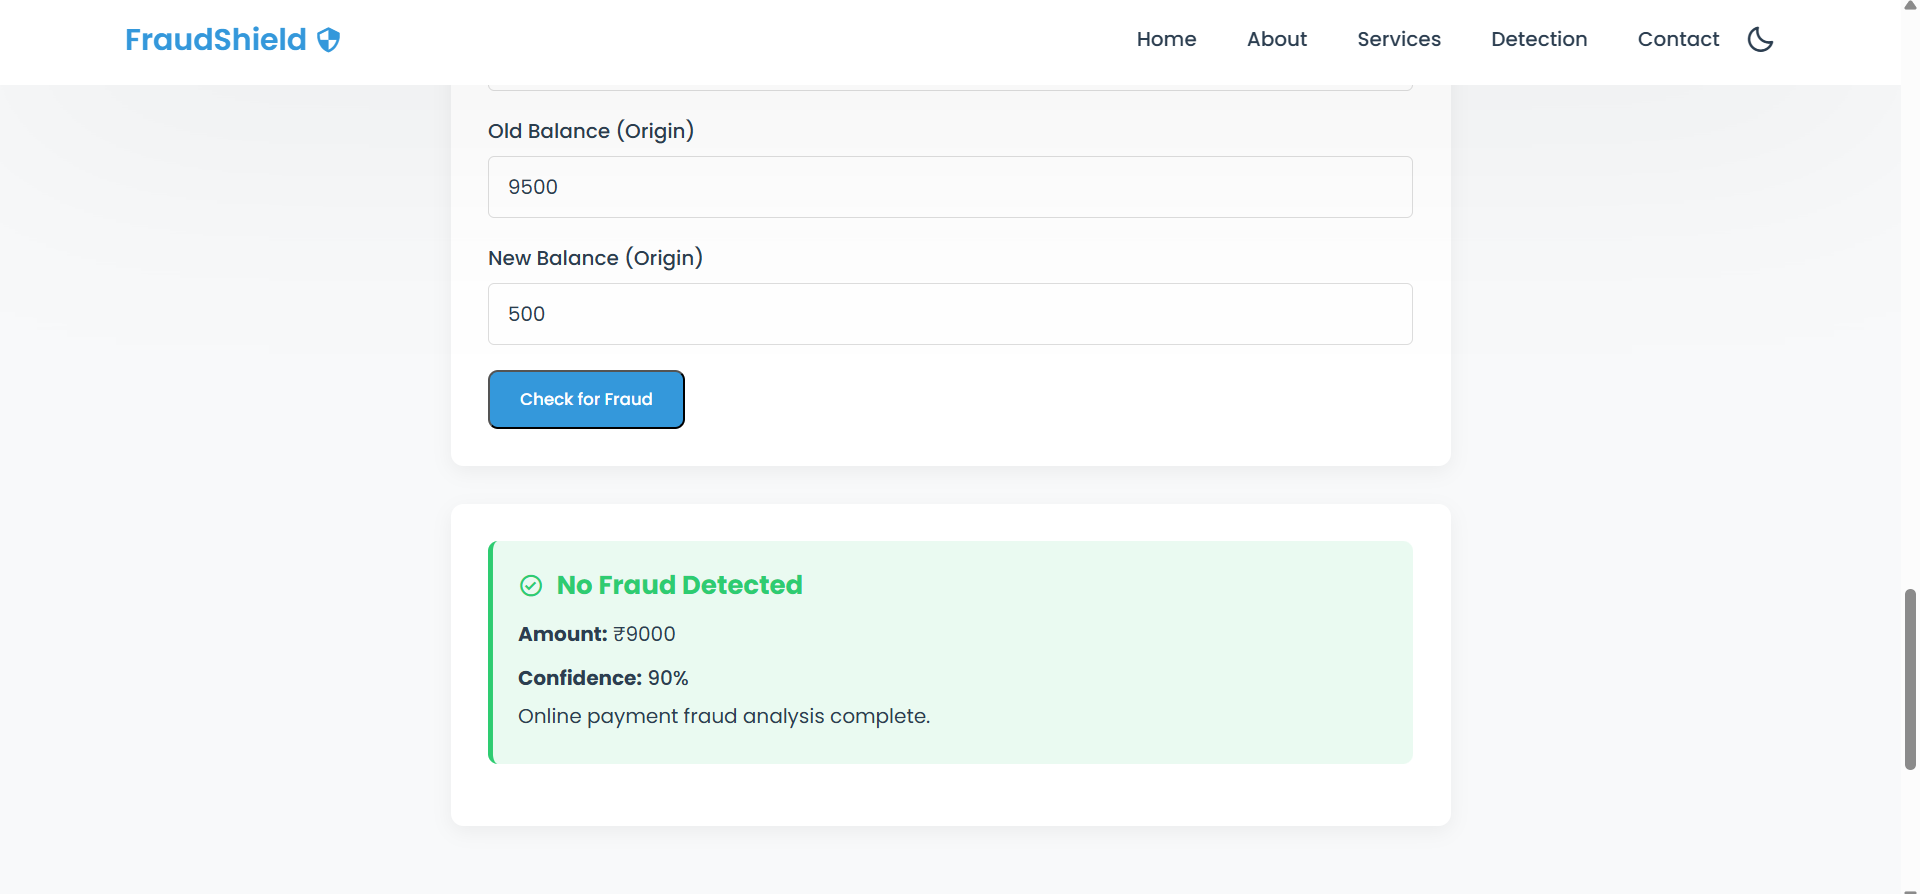 FraudShield
Home About Services Detection Contact
Old Balance (Origin)
9500
New Balance (Origin)
500
Check for Fraud
No Fraud Detected
Amount: ₹9000
Confidence: 90%
Online payment fraud analysis complete.